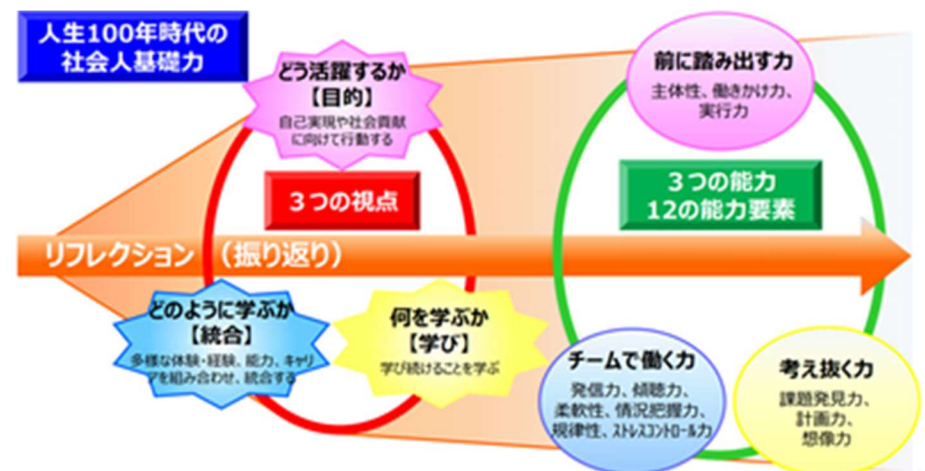 人生100年時代の
社会人基礎力
どう活躍するか
【目的】
自己実現や社会貢献
に向けて行動する
3つの視点
リフレクション (振り返り)
どのように学ぶか
【統合】
多様な体験・経験、能力、キャリ
アを組み合わせ、統合する
何を学ぶか
【学び】
学び続けることを学ぶ
前に踏み出す力
主体性、働きかけ力、
実行力
3つの能力
12の能力要素
チームで働く力
発信力、傾聴力、
柔軟性、情況把握力、
規律性、ストレスコントロール力
考え抜く力
課題発見力、
計画力、
想像力